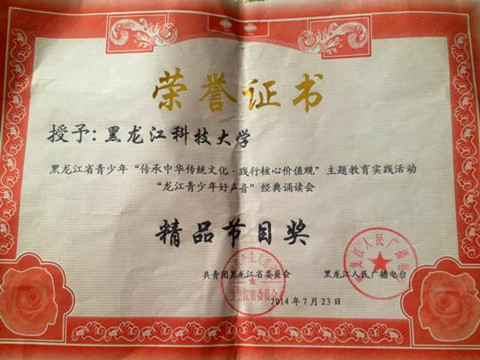 荣誉证书
授予:黑龙江科技大学
黑龙江省青少年“传承中华传统文化·践行核心价值观”主题教育实践活动
“龙江青少年好声音”经典诵读会
精品节目奖
共青团黑龙江省委员会 黑龙江人民广播电台
2014年7月23日